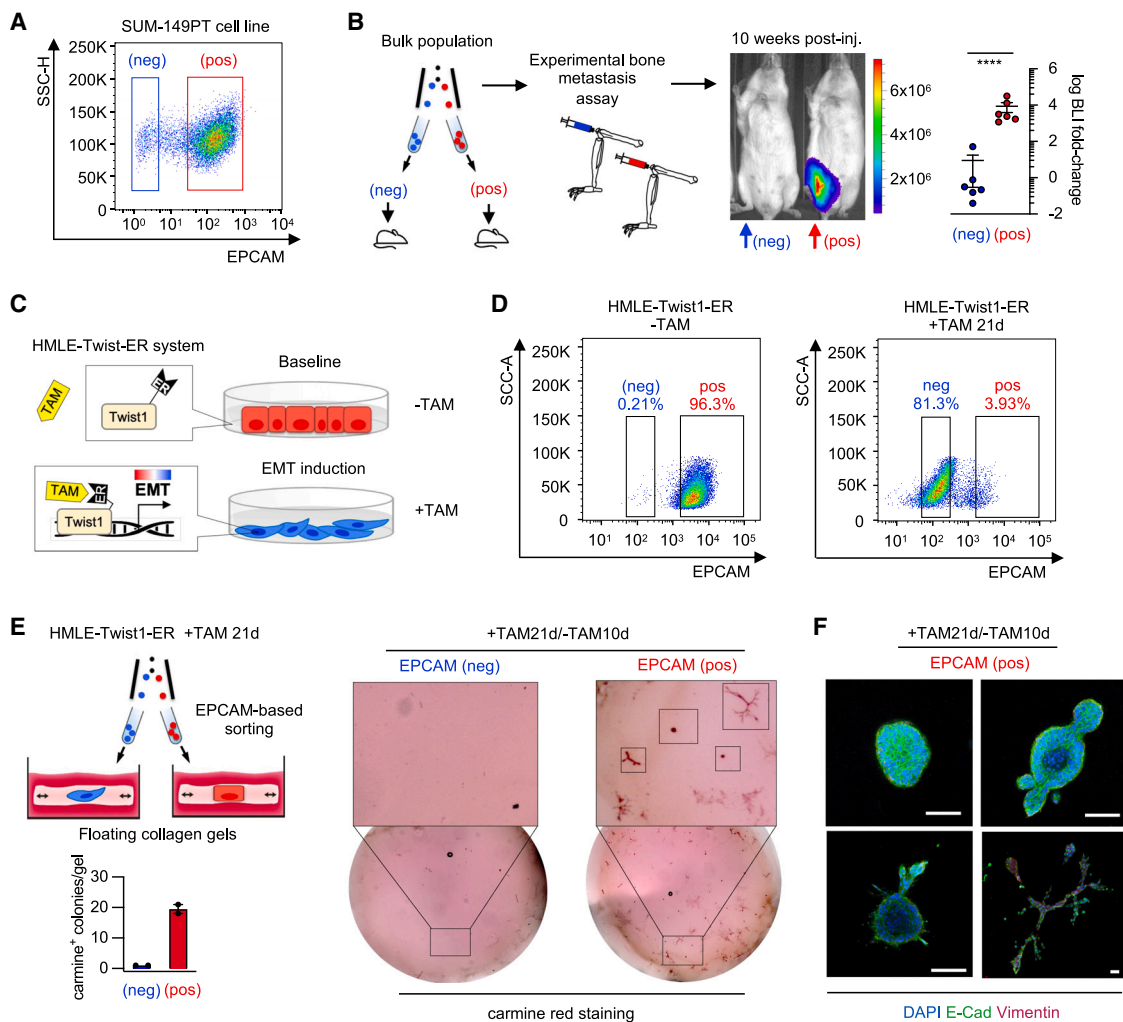 A
SUM-149PT cell line
(neg)
(pos)
SSC-H
250K
200K
150K
100K
50K
0
10⁰ 10¹ 10² 10³ 10⁴
EPCAM
B
Bulk population
(neg)
(pos)
Experimental bone
metastasis
assay
10 weeks post-inj.
6x10⁶
4x10⁶
2x10⁶
(neg)
(pos)
****
6
4
2
0
-2
log BLI fold-change
(neg) (pos)
C
HMLE-Twist-ER system
TAM
ER
Twist1
Baseline
-TAM
TAM
ER
Twist1
EMT
EMT induction
+TAM
D
HMLE-Twist1-ER
-TAM
SCC-A
250K
200K
150K
100K
50K
0
(neg)
0.21%
pos
96.3%
10¹ 10² 10³ 10⁴ 10⁵
EPCAM
HMLE-Twist1-ER
+TAM 21d
SCC-A
250K
200K
150K
100K
50K
0
neg
81.3%
pos
3.93%
10¹ 10² 10³ 10⁴ 10⁵
EPCAM
E
HMLE-Twist1-ER +TAM 21d
EPCAM-based
sorting
Floating collagen gels
carmine⁺ colonies/gel
30
20
10
0
(neg) (pos)
+TAM21d/-TAM10d
EPCAM (neg)
EPCAM (pos)
carmine red staining
F
+TAM21d/-TAM10d
EPCAM (pos)
DAPI E-Cad Vimentin